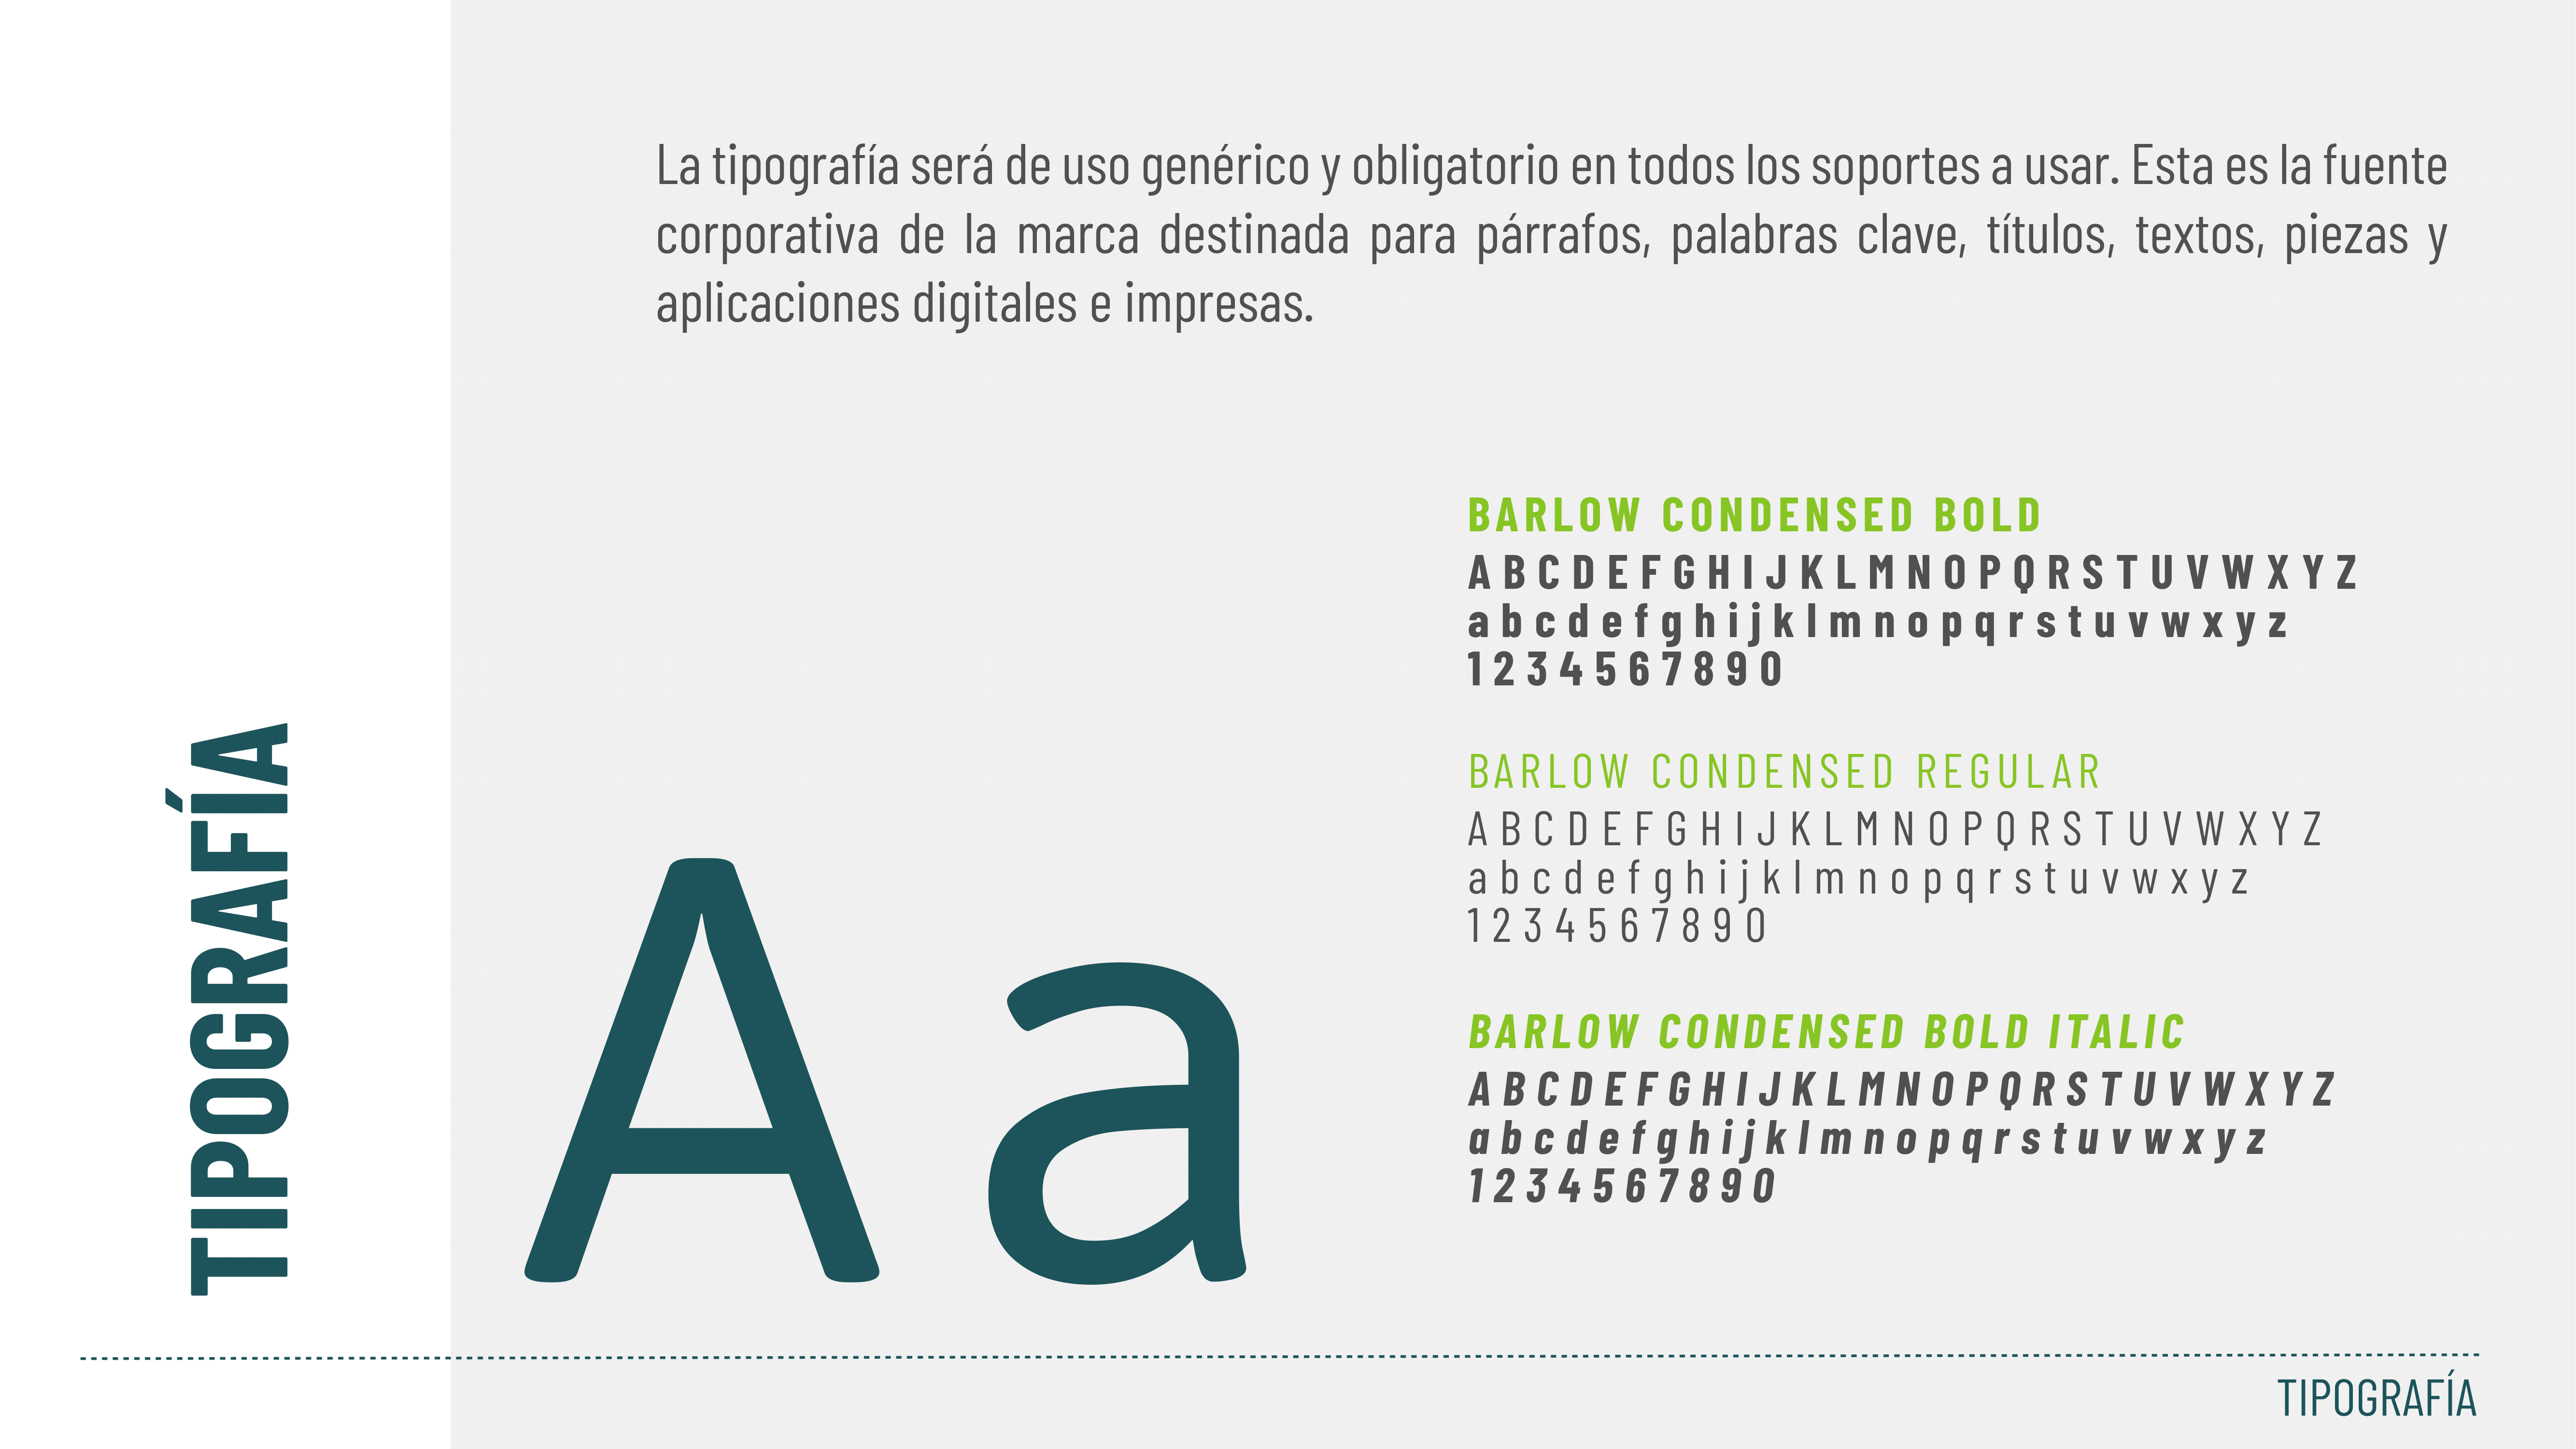 La tipografía será de uso genérico y obligatorio en todos los soportes a usar. Esta es la fuente
corporativa de la marca destinada para párrafos, palabras clave, títulos, textos, piezas y
aplicaciones digitales e impresas.
TIPOGRAFÍA
A a
BARLOW CONDENSED BOLD
A B C D E F G H I J K L M N O P Q R S T U V W X Y Z
a b c d e f g h i j k l m n o p q r s t u v w x y z
1 2 3 4 5 6 7 8 9 0
BARLOW CONDENSED REGULAR
A B C D E F G H I J K L M N O P Q R S T U V W X Y Z
a b c d e f g h i j k l m n o p q r s t u v w x y z
1 2 3 4 5 6 7 8 9 0
BARLOW CONDENSED BOLD ITALIC
A B C D E F G H I J K L M N O P Q R S T U V W X Y Z
a b c d e f g h i j k l m n o p q r s t u v w x y z
1 2 3 4 5 6 7 8 9 0
TIPOGRAFÍA